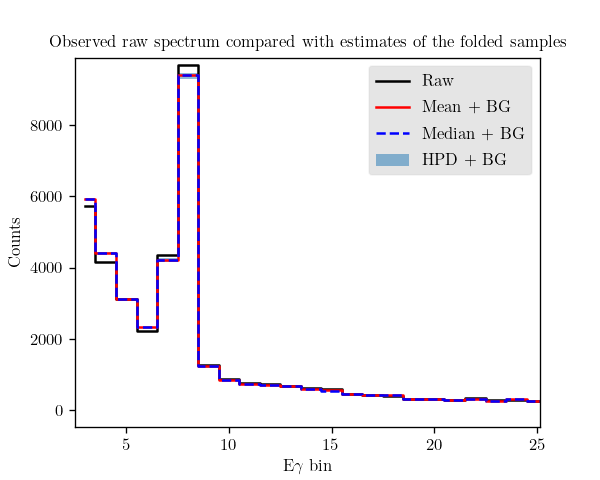 Observed raw spectrum compared with estimates of the folded samples
Raw
Mean + BG
Median + BG
HPD + BG
Counts
8000
6000
4000
2000
0
5
10
15
20
25
Eγ bin